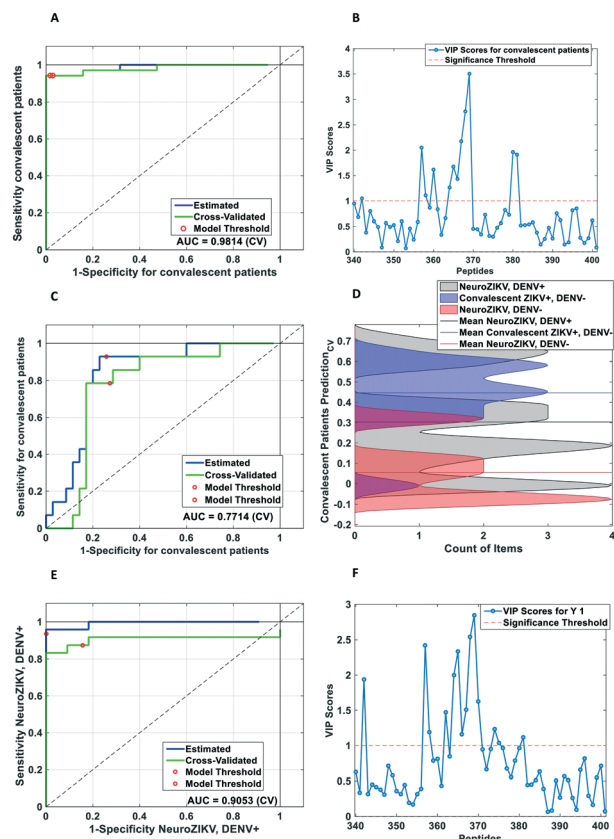 A
Sensitivity convalescent patients
1
0.8
0.6
0.4
0.2
0
0
0.2
0.4
0.6
0.8
1
Estimated
Cross-Validated
Model Threshold
AUC = 0.9814 (CV)
1-Specificity for convalescent patients
B
VIP Scores
4
3.5
3
2.5
2
1.5
1
0.5
0
340
350
360
370
380
390
400
VIP Scores for convalescent patients
Significance Threshold
Peptides
C
Sensitivity for convalescent patients
1
0.8
0.6
0.4
0.2
0
0
0.2
0.4
0.6
0.8
1
Estimated
Cross-Validated
Model Threshold
Model Threshold
AUC = 0.7714 (CV)
1-Specificity for convalescent patients
D
NeuroZIKV, DENV+
Convalescent ZIKV+, DENV-
NeuroZIKV, DENV-
Mean NeuroZIKV, DENV+
Mean Convalescent ZIKV+, DENV-
Mean NeuroZIKV, DENV-
Convalescent Patients Prediction CV
0.7
0.6
0.5
0.4
0.3
0.2
0.1
0
-0.1
-0.2
0
1
2
3
4
Count of Items
E
Sensitivity NeuroZIKV, DENV+
1
0.8
0.6
0.4
0.2
0
0
0.2
0.4
0.6
0.8
1
Estimated
Cross-Validated
Model Threshold
Model Threshold
AUC = 0.9053 (CV)
1-Specificity NeuroZIKV, DENV+
F
VIP Scores
3
2.5
2
1.5
1
0.5
0
340
350
360
370
380
390
400
VIP Scores for Y 1
Significance Threshold
Peptides